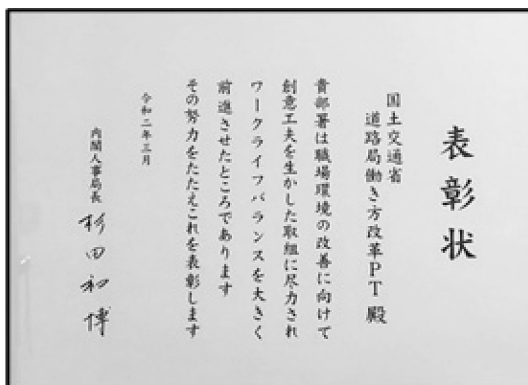 表彰状
国土交通省
道路局働き方改革PT殿
貴部署は職場環境の改善に向けて
創意工夫を生かした取組に尽力され
ワークライフバランスを大きく
前進させたところであります
その努力をたたえこれを表彰します
令和二年三月
内閣人事局長 杉田和博